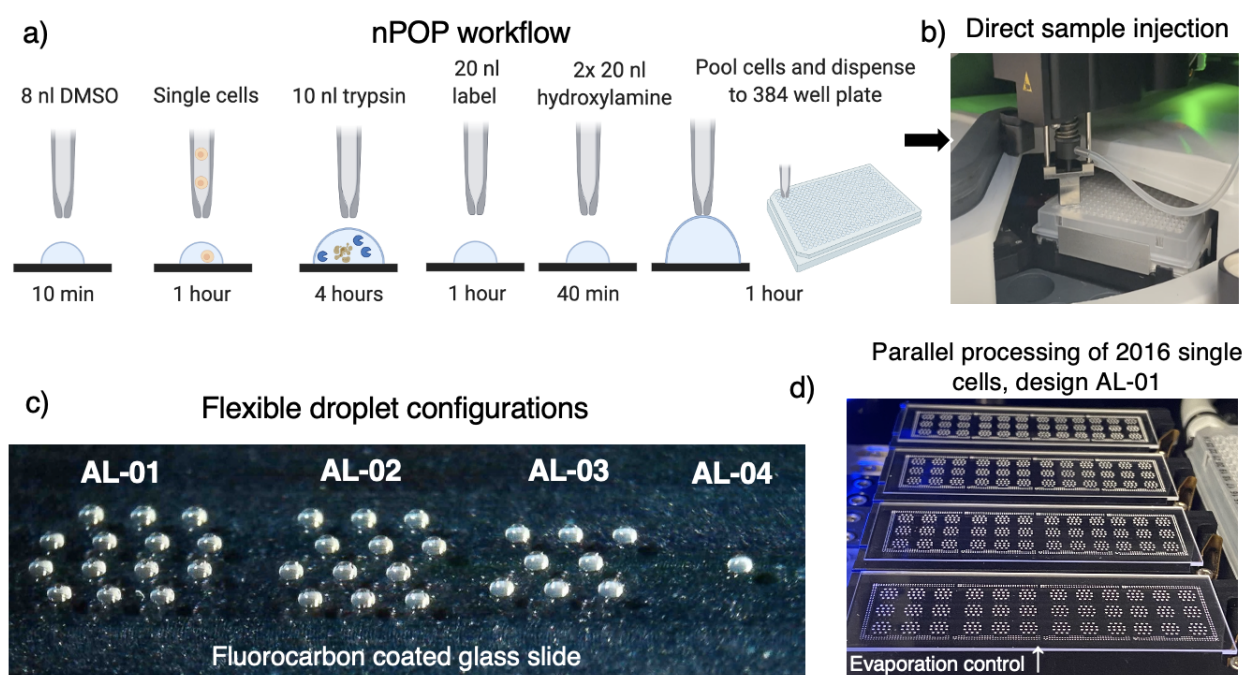 a)
nPOP workflow
8 nl DMSO
Single cells
10 nl trypsin
20 nl
label
2x 20 nl
hydroxylamine
Pool cells and dispense
to 384 well plate
10 min
1 hour
4 hours
1 hour
40 min
1 hour
b)
Direct sample injection
c)
Flexible droplet configurations
AL-01
AL-02
AL-03
AL-04
Fluorocarbon coated glass slide
d)
Parallel processing of 2016 single
cells, design AL-01
Evaporation control ↑